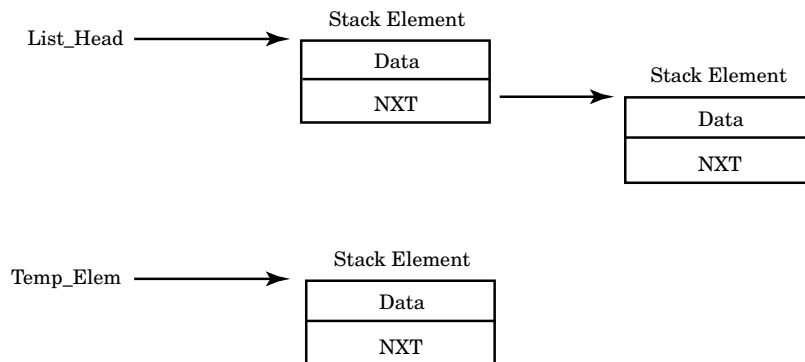 Stack Element
List_Head
Data
NXT
Stack Element
Data
NXT
Stack Element
Temp_Elem
Data
NXT